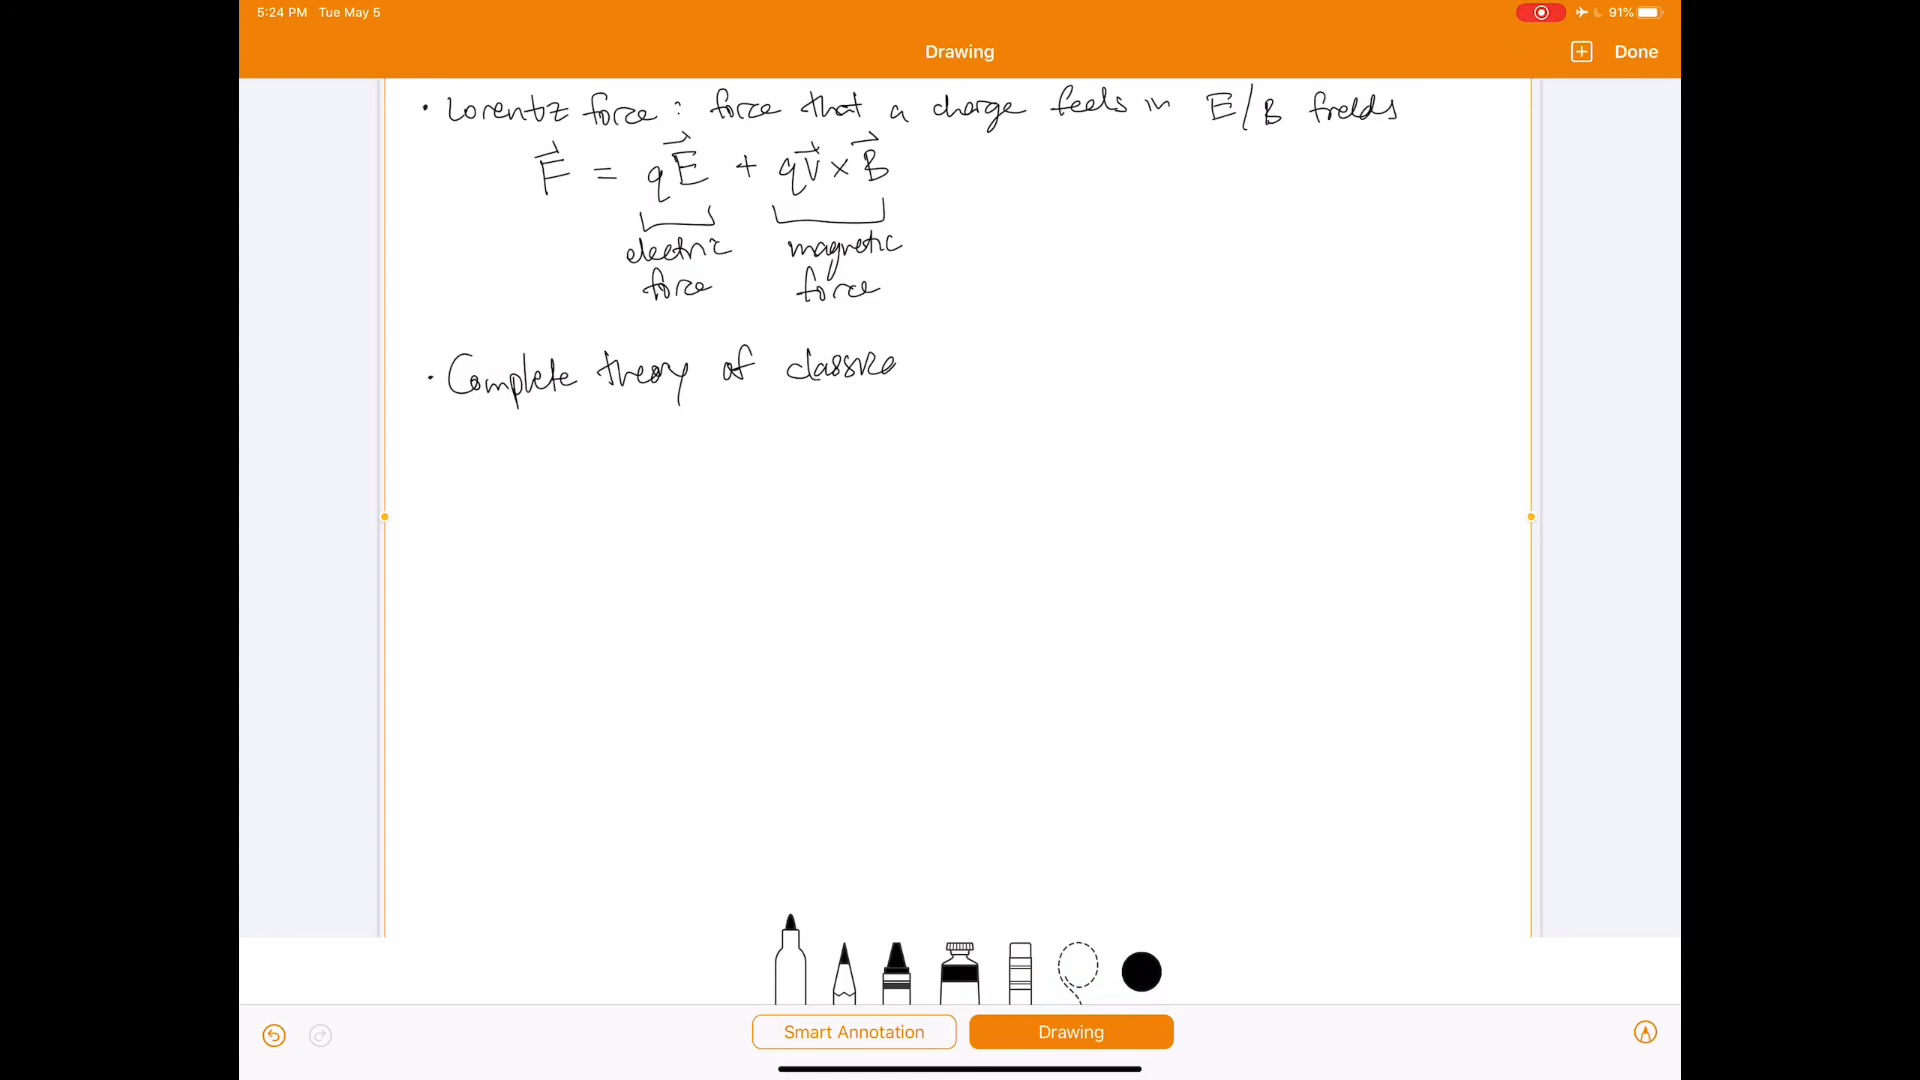 5:24 PM Tue May 5
91%
Drawing
Done
· Lorentz force : force that a charge feels in E/B fields
F⃗ = qE⃗ + qv⃗ × B⃗
electric magnetic
force force
· Complete theory of classica
Smart Annotation
Drawing